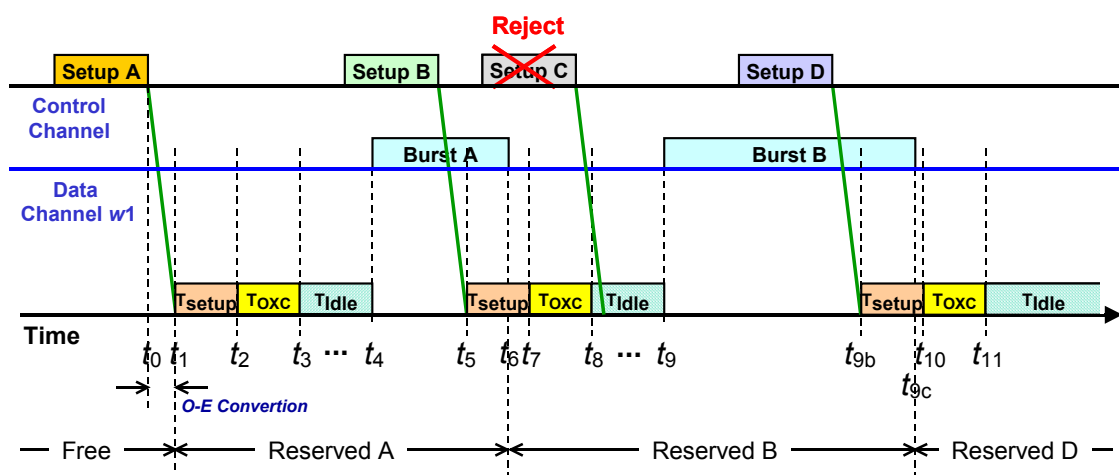 Reject
Setup A
Setup B
Setup C
Setup D
Control
Channel
Burst A
Burst B
Data
Channel w1
Tsetup
Toxc
TIdle
Tsetup
Toxc
TIdle
Tsetup
Toxc
TIdle
Time
t0 t1 t2 t3 ... t4 t5 t6 t7 t8 ... t9 t9b t10 t11
t9c
O-E Convertion
Free
Reserved A
Reserved B
Reserved D